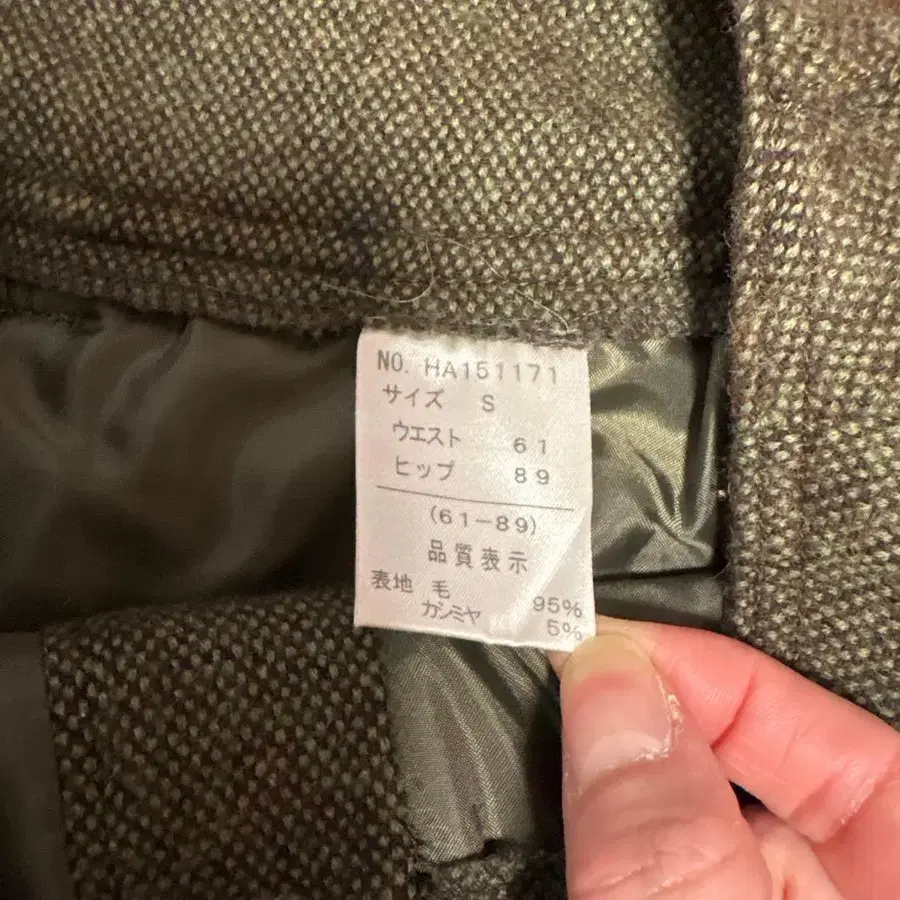 NO. HA151171
サイズ S
ウエスト 61
ヒップ 89
(61-89)
品質表示
表地 毛 95%
カシミヤ 5%